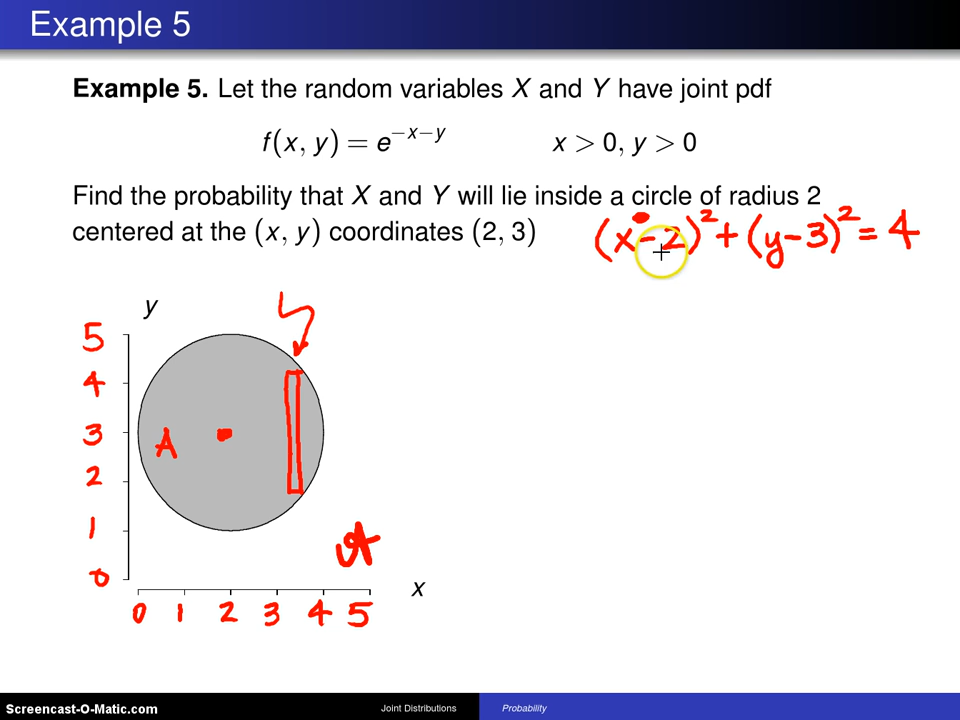 Example 5
Example 5. Let the random variables X and Y have joint pdf
f(x, y) = e^{−x−y} x > 0, y > 0
Find the probability that X and Y will lie inside a circle of radius 2
centered at the (x, y) coordinates (2, 3)
(x−2)² + (y−3)² = 4
y
5
4
3
2
1
0
A
x
0 1 2 3 4 5
Screencast-O-Matic.com
Joint Distributions
Probability